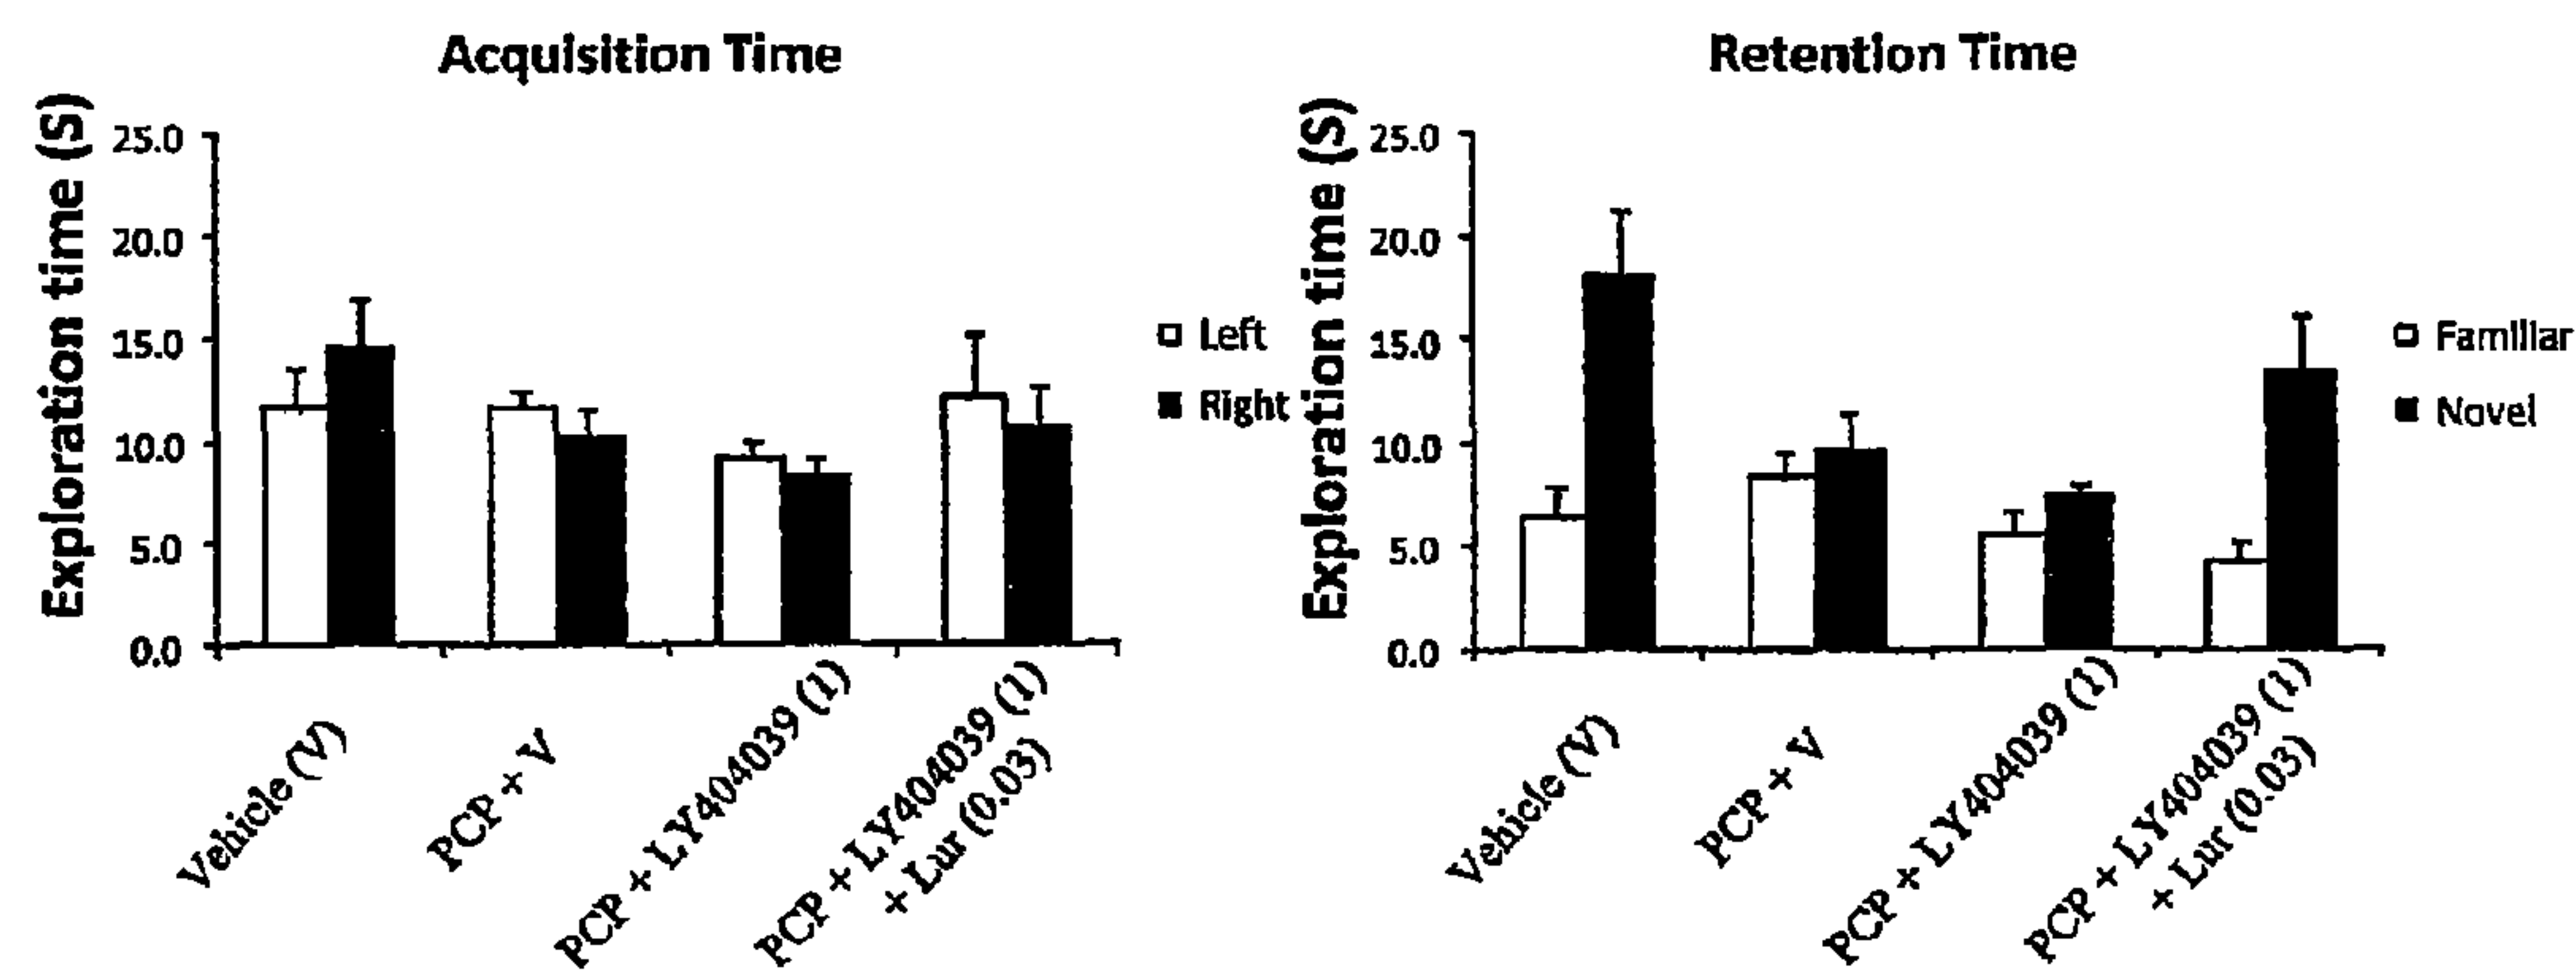 Acquisition Time
Exploration time (S)
25.0
20.0
15.0
10.0
5.0
0.0
Vehicle (V)
PCP + V
PCP + LY404039 (1)
PCP + LY404039 (1)
+ Lur (0.03)
Left
Right
Retention Time
Exploration time (S)
25.0
20.0
15.0
10.0
5.0
0.0
Vehicle (V)
PCP + V
PCP + LY404039 (1)
PCP + LY404039 (1)
+ Lur (0.03)
Familiar
Novel